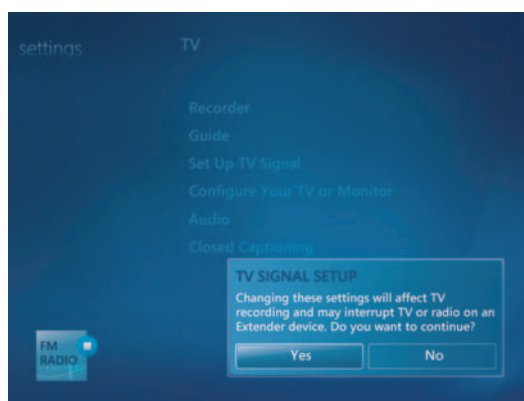 settings
TV
Recorder
Guide
Set Up TV Signal
Configure Your TV or Monitor
Audio
Closed Captioning
TV SIGNAL SETUP
Changing these settings will affect TV
recording and may interrupt TV or radio on an
Extender device. Do you want to continue?
Yes
No
FM
RADIO